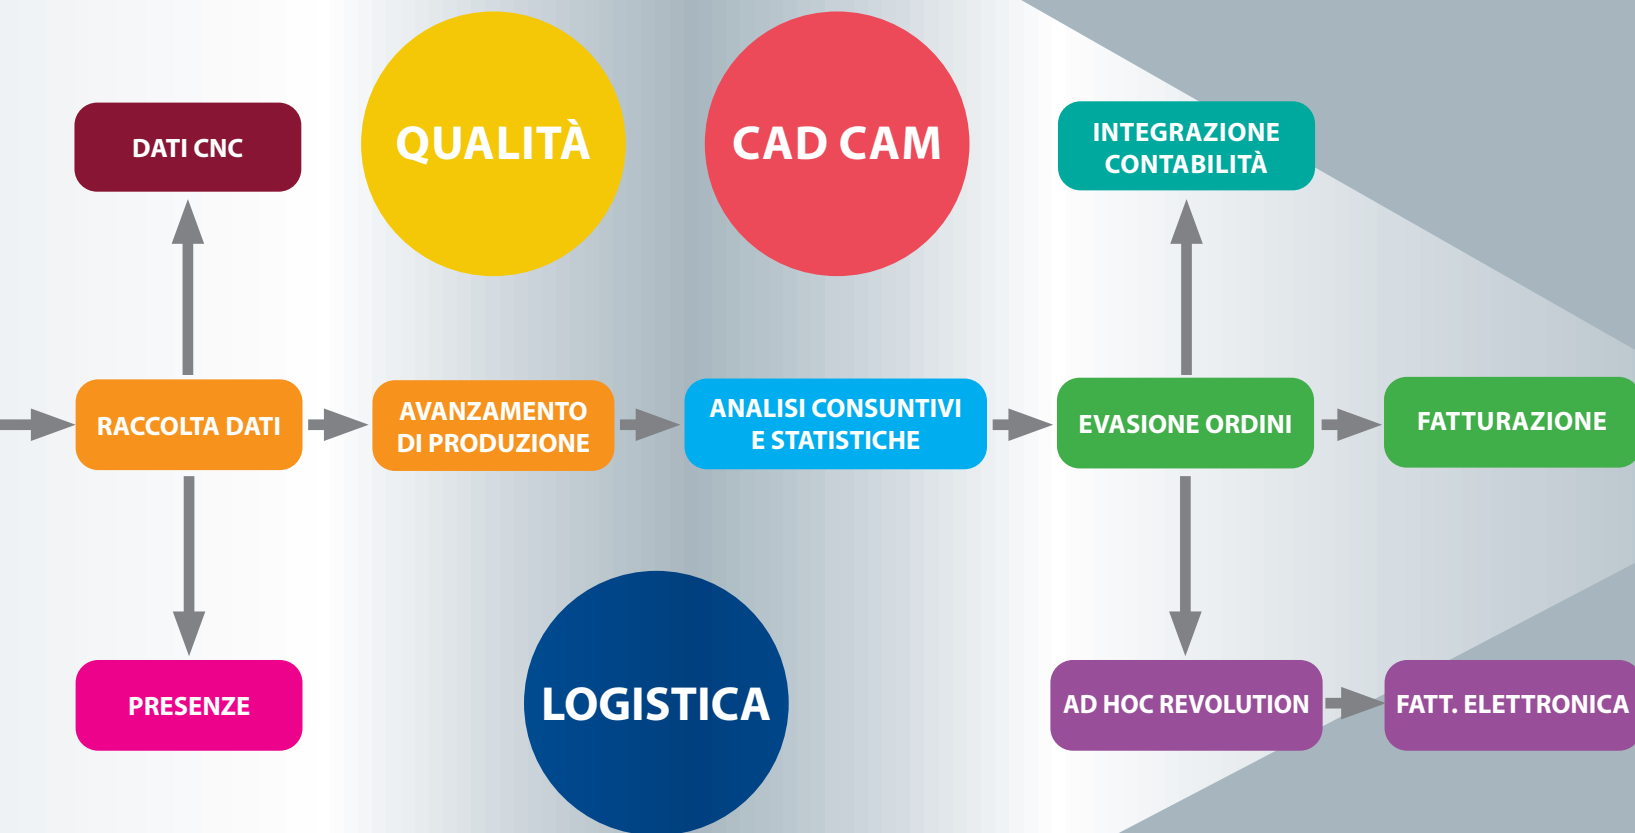 QUALITÀ
CAD CAM
DATI CNC
INTEGRAZIONE
CONTABILITÀ
RACCOLTA DATI
AVANZAMENTO
DI PRODUZIONE
ANALISI CONSUNTIVI
E STATISTICHE
EVASIONE ORDINI
FATTURAZIONE
PRESENZE
LOGISTICA
AD HOC REVOLUTION
FATT. ELETTRONICA